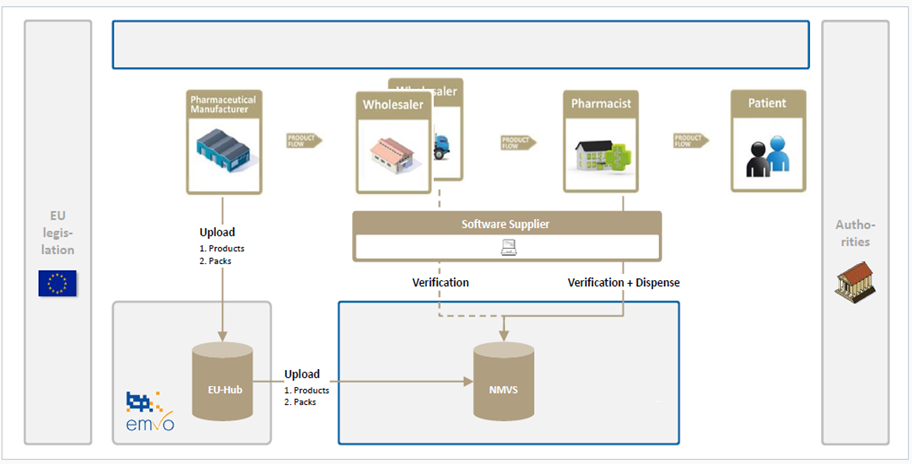 Pharmaceutical
Manufacturer
PRODUCT
FLOW
Wholesaler
Wholesaler
PRODUCT
FLOW
Pharmacist
PRODUCT
FLOW
Patient
EU
legis-
lation
Autho-
rities
Upload
1. Products
2. Packs
Software Supplier
Verification
Verification + Dispense
EU-Hub
emvo
Upload
1. Products
2. Packs
NMVS